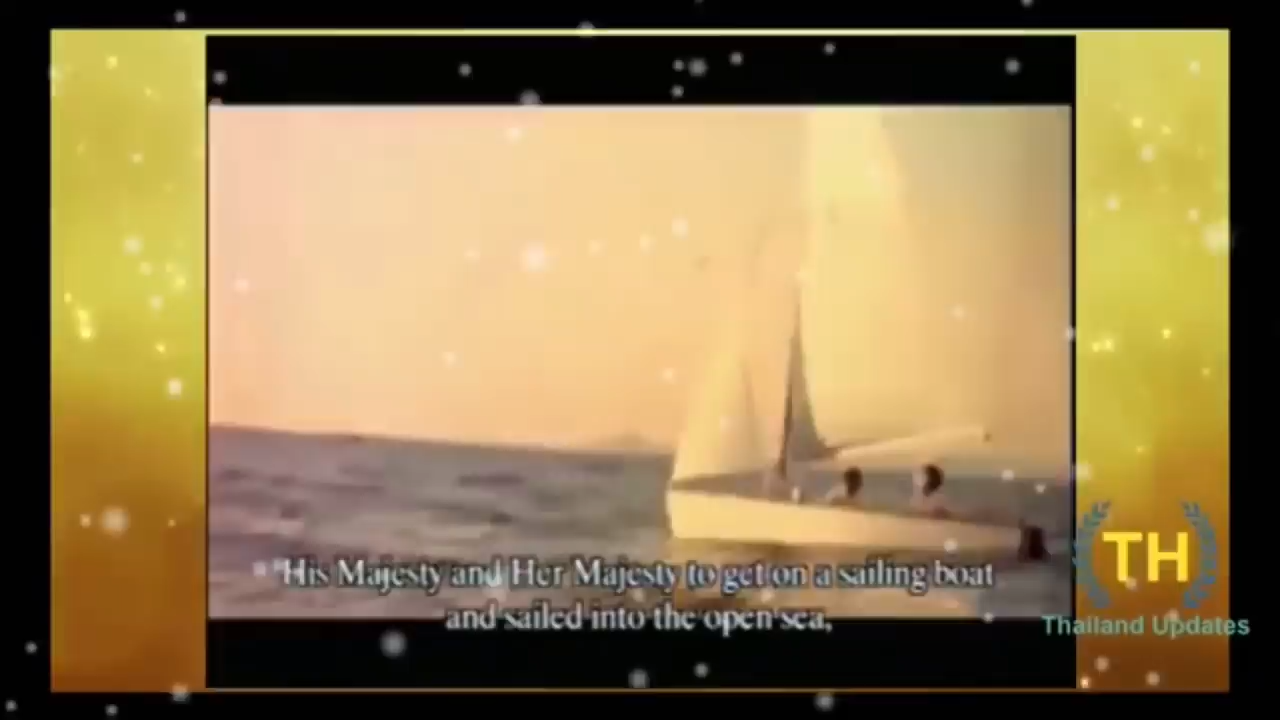 "His Majesty and Her Majesty to get on a sailing boat
and sailed into the open sea,
TH
Thailand Updates